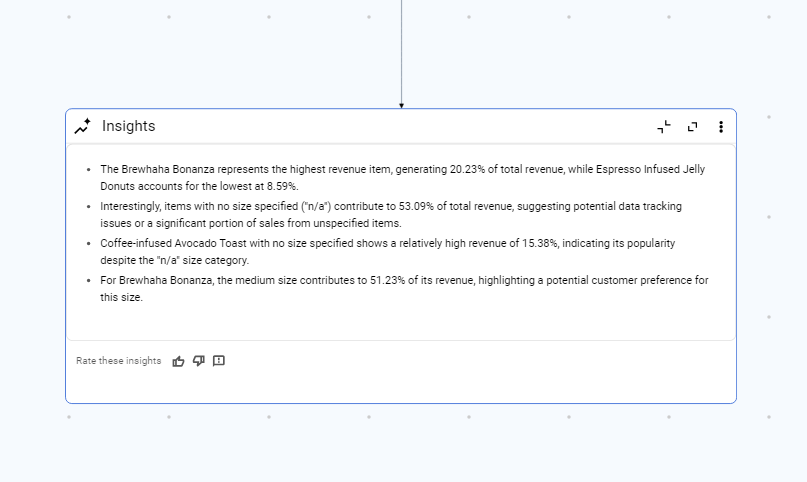 Insights
The Brewhaha Bonanza represents the highest revenue item, generating 20.23% of total revenue, while Espresso Infused Jelly
Donuts accounts for the lowest at 8.59%.
Interestingly, items with no size specified ("n/a") contribute to 53.09% of total revenue, suggesting potential data tracking
issues or a significant portion of sales from unspecified items.
Coffee-infused Avocado Toast with no size specified shows a relatively high revenue of 15.38%, indicating its popularity
despite the "n/a" size category.
For Brewhaha Bonanza, the medium size contributes to 51.23% of its revenue, highlighting a potential customer preference for
this size.
Rate these insights